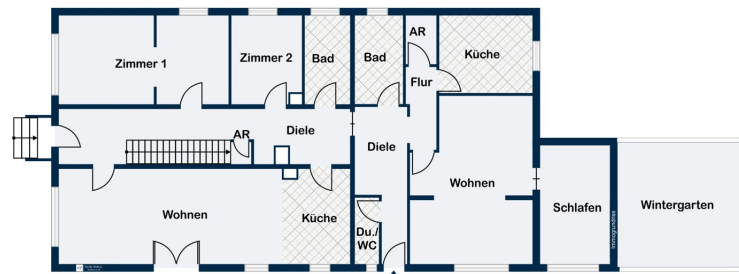 AR
Küche
Zimmer 1
Zimmer 2
Bad
Bad
Flur
AR
Diele
Diele
Wohnen
Wohnen
Küche
Du./
WC
Schlafen
Wintergarten
Immogrundriss